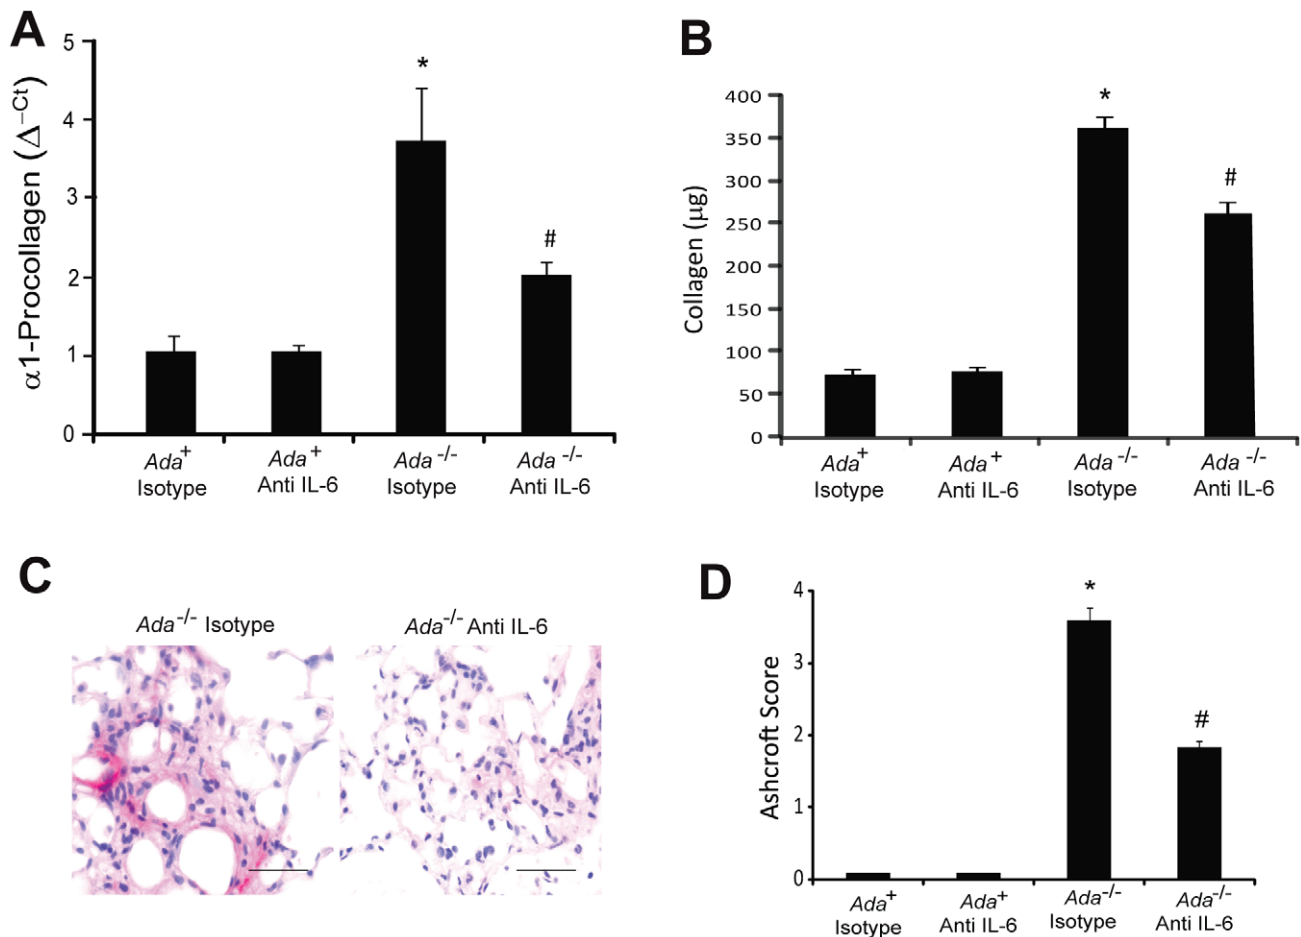 A
α1-Procollagen (Δ⁻ᶜᵗ)
5
4
3
2
1
0
*
#
Ada⁺ Isotype
Ada⁺ Anti IL-6
Ada⁻/⁻ Isotype
Ada⁻/⁻ Anti IL-6
B
Collagen (µg)
400
350
300
250
200
150
100
50
0
*
#
Ada⁺ Isotype
Ada⁺ Anti IL-6
Ada⁻/⁻ Isotype
Ada⁻/⁻ Anti IL-6
C
Ada⁻/⁻ Isotype
Ada⁻/⁻ Anti IL-6
D
Ashcroft Score
4
3
2
1
0
*
#
Ada⁺ Isotype
Ada⁺ Anti IL-6
Ada⁻/⁻ Isotype
Ada⁻/⁻ Anti IL-6